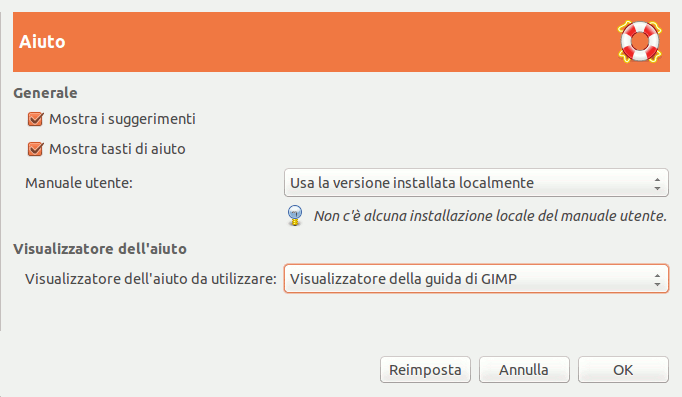 Aiuto
Generale
Mostra i suggerimenti
Mostra tasti di aiuto
Manuale utente: Usa la versione installata localmente
Non c'è alcuna installazione locale del manuale utente.
Visualizzatore dell'aiuto
Visualizzatore dell'aiuto da utilizzare: Visualizzatore della guida di GIMP
Reimposta Annulla OK